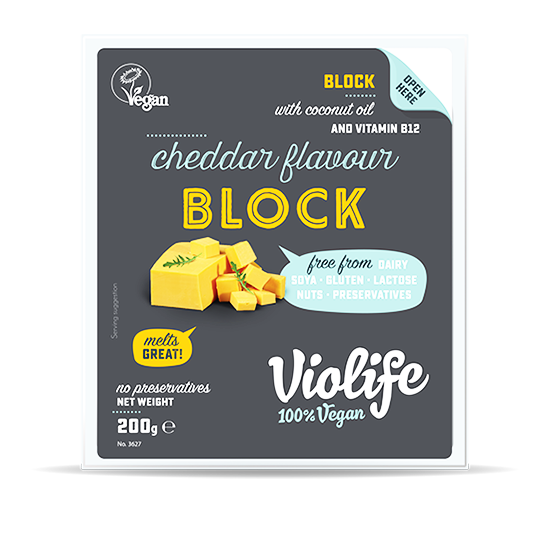 Vegan
BLOCK
with coconut oil
AND VITAMIN B12
OPEN
HERE
cheddar flavour
BLOCK
free from DAIRY
SOYA · GLUTEN · LACTOSE
NUTS · PRESERVATIVES
Serving suggestion
melts
GREAT!
no preservatives
NET WEIGHT
200g ℮
No. 3627
Violife
100% Vegan